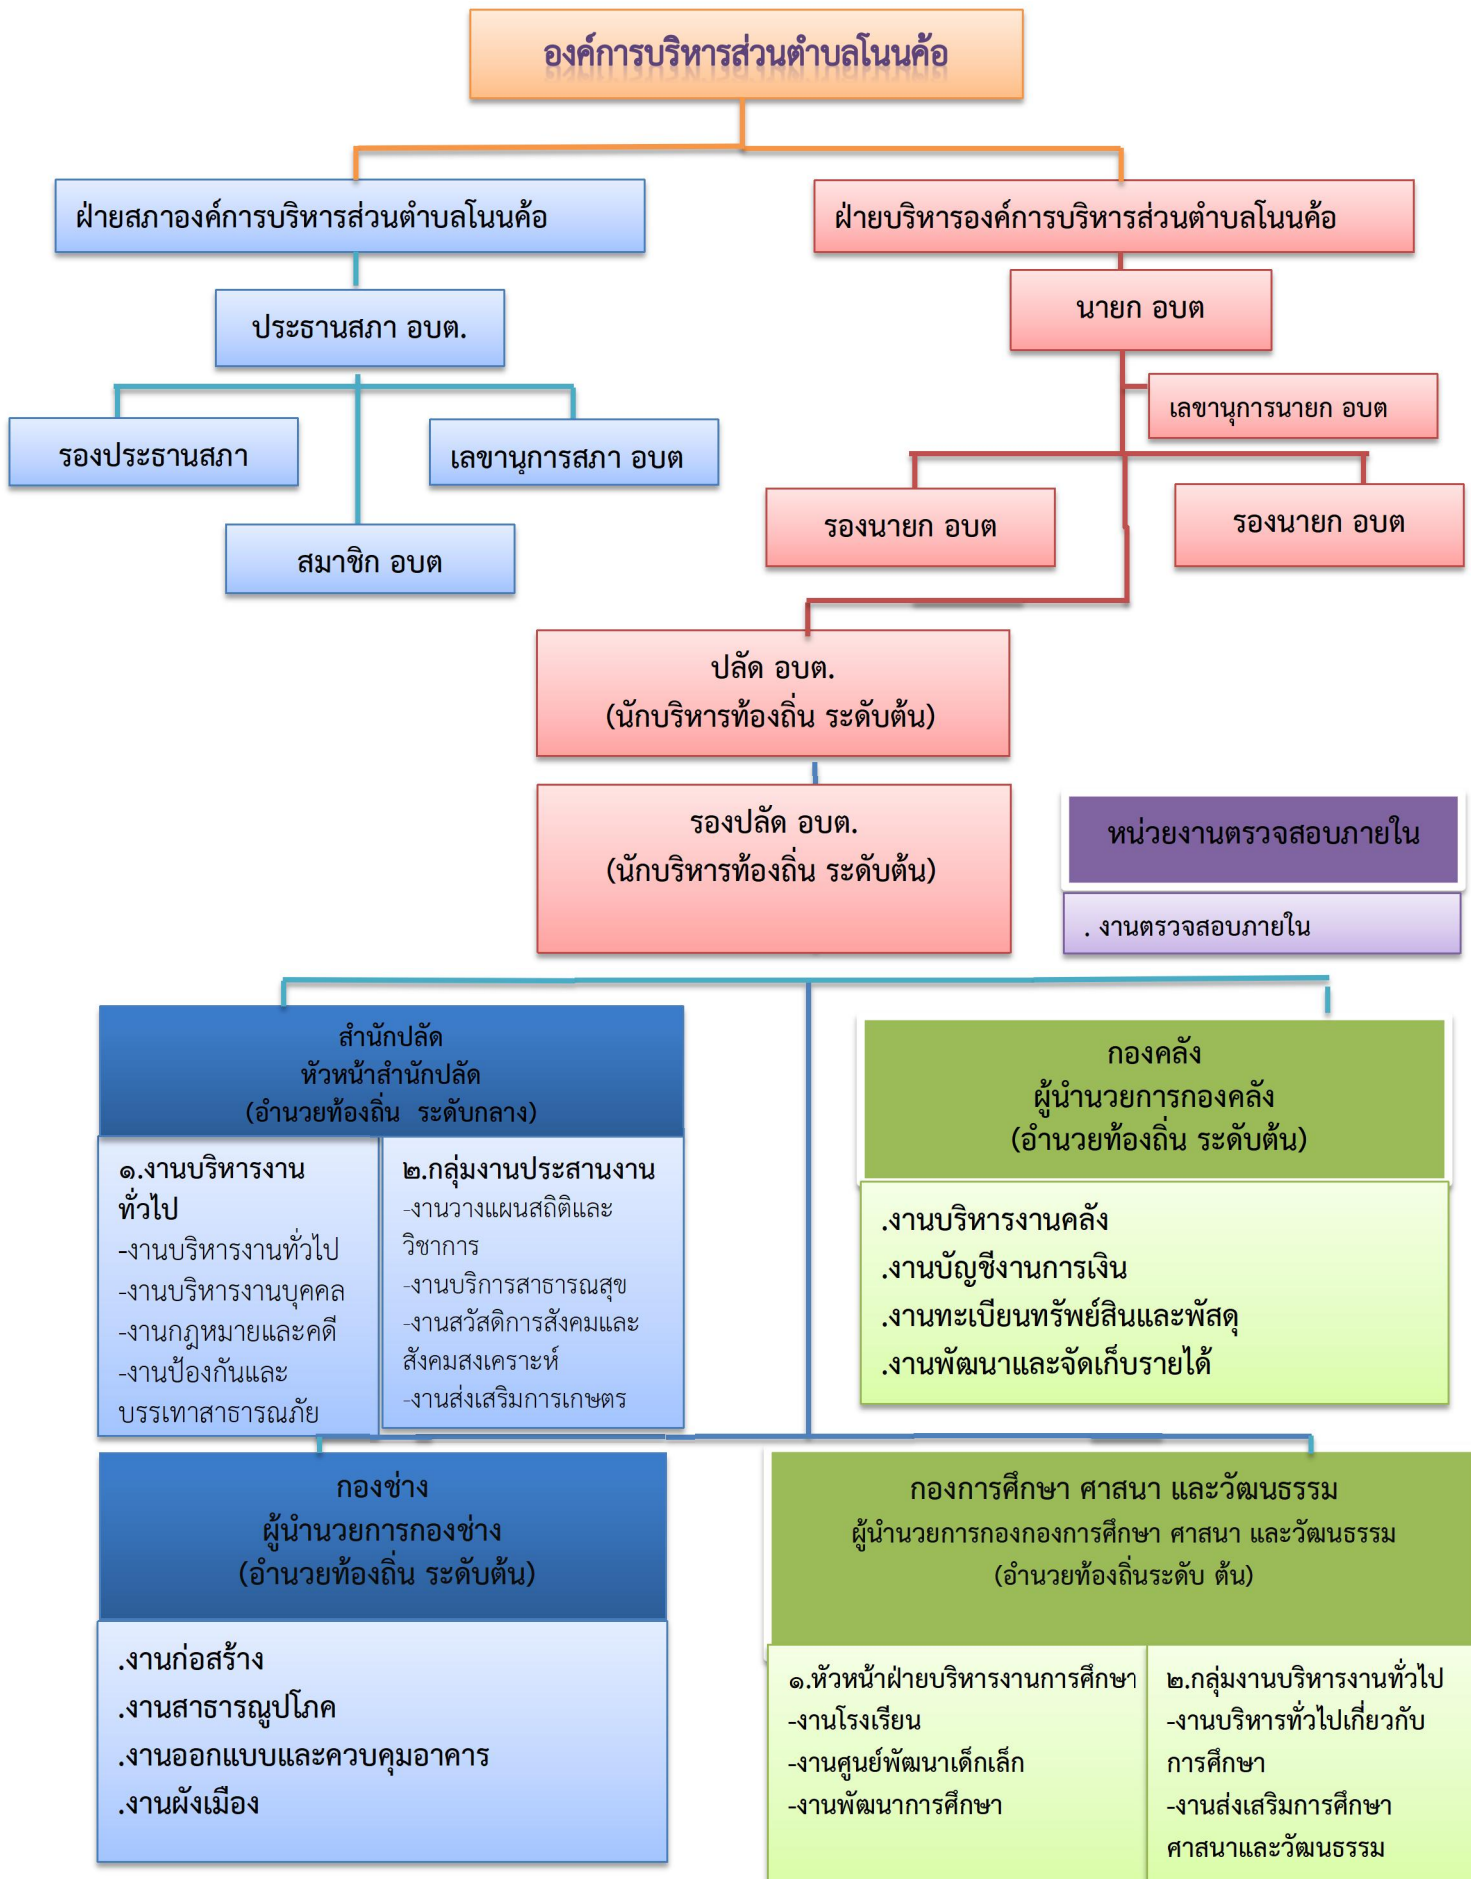 องค์การบริหารส่วนตำบลโนนค้อ
ฝ่ายสภาองค์การบริหารส่วนตำบลโนนค้อ
ฝ่ายบริหารองค์การบริหารส่วนตำบลโนนค้อ
ประธานสภา อบต.
นายก อบต
เลขานุการนายก อบต
รองประธานสภา
เลขานุการสภา อบต
สมาชิก อบต
รองนายก อบต
รองนายก อบต
ปลัด อบต.
(นักบริหารท้องถิ่น ระดับต้น)
รองปลัด อบต.
(นักบริหารท้องถิ่น ระดับต้น)
หน่วยงานตรวจสอบภายใน
. งานตรวจสอบภายใน
สำนักปลัด
หัวหน้าสำนักปลัด
(อำนวยท้องถิ่น ระดับกลาง)
๑.งานบริหารงาน
ทั่วไป
-งานบริหารงานทั่วไป
-งานบริหารงานบุคคล
-งานกฎหมายและคดี
-งานป้องกันและ
บรรเทาสาธารณภัย
๒.กลุ่มงานประสานงาน
-งานวางแผนสถิติและ
วิชาการ
-งานบริการสาธารณสุข
-งานสวัสดิการสังคมและ
สังคมสงเคราะห์
-งานส่งเสริมการเกษตร
กองคลัง
ผู้นำนวยการกองคลัง
(อำนวยท้องถิ่น ระดับต้น)
.งานบริหารงานคลัง
.งานบัญชีงานการเงิน
.งานทะเบียนทรัพย์สินและพัสดุ
.งานพัฒนาและจัดเก็บรายได้
กองช่าง
ผู้นำนวยการกองช่าง
(อำนวยท้องถิ่น ระดับต้น)
.งานก่อสร้าง
.งานสาธารณูปโภค
.งานออกแบบและควบคุมอาคาร
.งานผังเมือง
กองการศึกษา ศาสนา และวัฒนธรรม
ผู้นำนวยการกองกองการศึกษา ศาสนา และวัฒนธรรม
(อำนวยท้องถิ่นระดับ ต้น)
๑.หัวหน้าฝ่ายบริหารงานการศึกษา
-งานโรงเรียน
-งานศูนย์พัฒนาเด็กเล็ก
-งานพัฒนาการศึกษา
๒.กลุ่มงานบริหารงานทั่วไป
-งานบริหารทั่วไปเกี่ยวกับ
การศึกษา
-งานส่งเสริมการศึกษา
ศาสนาและวัฒนธรรม